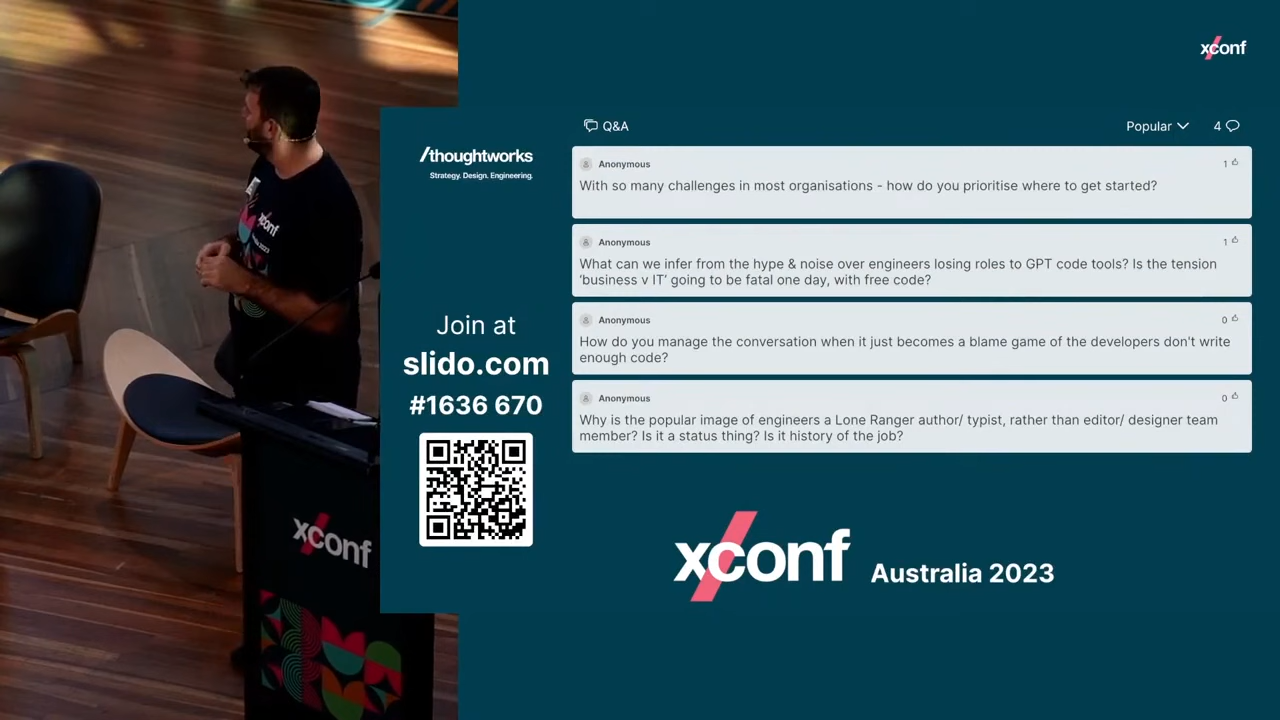 xconf
Q&A
Popular
4
/thoughtworks
Strategy. Design. Engineering.
Anonymous
1
With so many challenges in most organisations - how do you prioritise where to get started?
Anonymous
1
What can we infer from the hype & noise over engineers losing roles to GPT code tools? Is the tension
'business v IT' going to be fatal one day, with free code?
Anonymous
0
How do you manage the conversation when it just becomes a blame game of the developers don't write
enough code?
Anonymous
0
Why is the popular image of engineers a Lone Ranger author/ typist, rather than editor/ designer team
member? Is it a status thing? Is it history of the job?
Join at
slido.com
#1636 670
xconf
Australia 2023
xconf
xconf